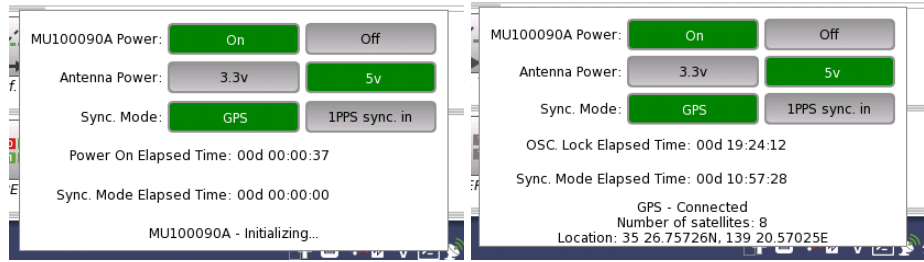 MU100090A Power: On Off
Antenna Power: 3.3v 5v
Sync. Mode: GPS 1PPS sync. in
Power On Elapsed Time: 00d 00:00:37
Sync. Mode Elapsed Time: 00d 00:00:00
MU100090A - Initializing...
MU100090A Power: On Off
Antenna Power: 3.3v 5v
Sync. Mode: GPS 1PPS sync. in
OSC. Lock Elapsed Time: 00d 19:24:12
Sync. Mode Elapsed Time: 00d 10:57:28
GPS - Connected
Number of satellites: 8
Location: 35 26.75726N, 139 20.57025E